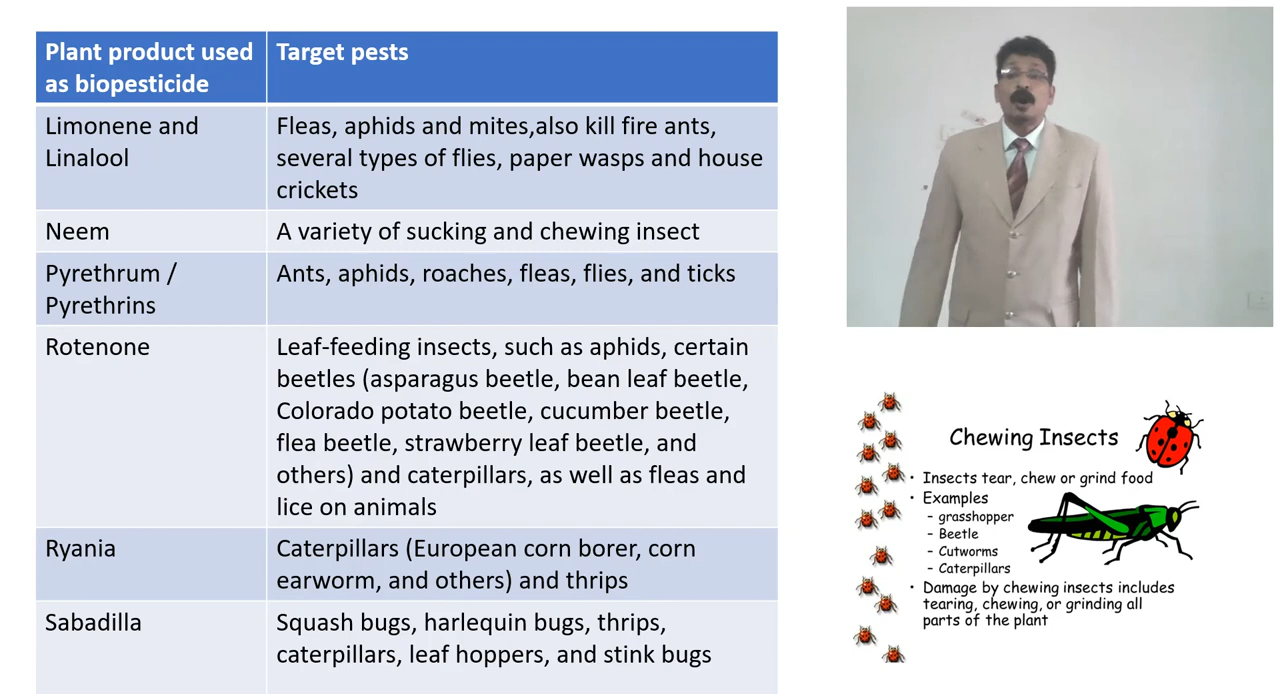 Plant product used
as biopesticide
Target pests
Limonene and
Linalool
Fleas, aphids and mites,also kill fire ants,
several types of flies, paper wasps and house
crickets
Neem
A variety of sucking and chewing insect
Pyrethrum /
Pyrethrins
Ants, aphids, roaches, fleas, flies, and ticks
Rotenone
Leaf-feeding insects, such as aphids, certain
beetles (asparagus beetle, bean leaf beetle,
Colorado potato beetle, cucumber beetle,
flea beetle, strawberry leaf beetle, and
others) and caterpillars, as well as fleas and
lice on animals
Ryania
Caterpillars (European corn borer, corn
earworm, and others) and thrips
Sabadilla
Squash bugs, harlequin bugs, thrips,
caterpillars, leaf hoppers, and stink bugs
Chewing Insects
• Insects tear, chew or grind food
• Examples
– grasshopper
– Beetle
– Cutworms
– Caterpillars
• Damage by chewing insects includes
tearing, chewing, or grinding all
parts of the plant